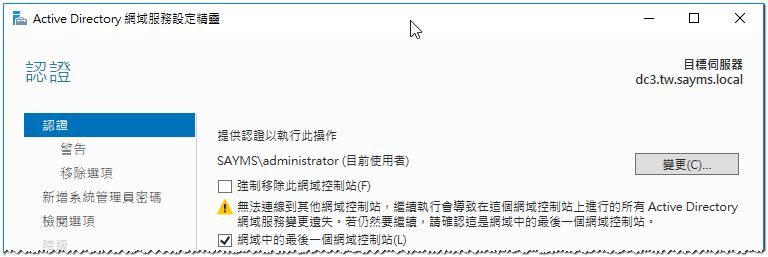 Active Directory 網域服務設定精靈
認證
目標伺服器
dc3.tw.sayms.local
認證
警告
移除選項
新增系統管理員密碼
檢閱選項
降級
提供認證以執行此操作
SAYMS\administrator (目前使用者)
變更(C)...
強制移除此網域控制站(F)
無法連線到其他網域控制站，繼續執行會導致在這個網域控制站上進行的所有 Active Directory
網域服務變更遺失。若仍然要繼續，請確認這是網域中的最後一個網域控制站。
網域中的最後一個網域控制站(L)